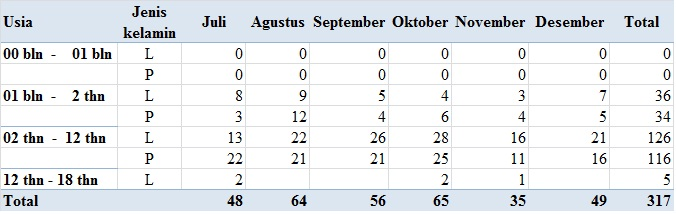 Usia Jenis kelamin Juli Agustus September Oktober November Desember Total
00 bln - 01 bln L 0 0 0 0 0 0 0
P 0 0 0 0 0 0 0
01 bln - 2 thn L 8 9 5 4 3 7 36
P 3 12 4 6 4 5 34
02 thn - 12 thn L 13 22 26 28 16 21 126
P 22 21 21 25 11 16 116
12 thn - 18 thn L 2 2 1 5
Total 48 64 56 65 35 49 317